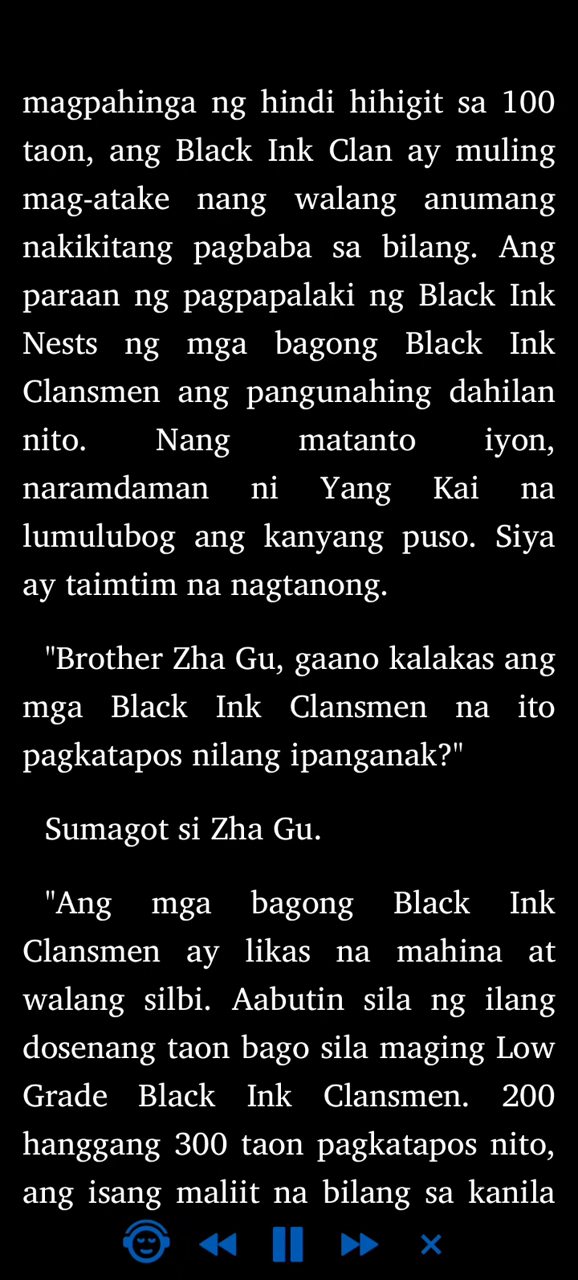 magpahinga ng hindi hihigit sa 100
taon, ang Black Ink Clan ay muling
mag-atake nang walang anumang
nakikitang pagbaba sa bilang. Ang
paraan ng pagpapalaki ng Black Ink
Nests ng mga bagong Black Ink
Clansmen ang pangunahing dahilan
nito. Nang matanto iyon,
naramdaman ni Yang Kai na
lumulubog ang kanyang puso. Siya
ay taimtim na nagtanong.
"Brother Zha Gu, gaano kalakas ang
mga Black Ink Clansmen na ito
pagkatapos nilang ipanganak?"
Sumagot si Zha Gu.
"Ang mga bagong Black Ink
Clansmen ay likas na mahina at
walang silbi. Aabutin sila ng ilang
dosenang taon bago sila maging Low
Grade Black Ink Clansmen. 200
hanggang 300 taon pagkatapos nito,
ang isang maliit na bilang sa kanila